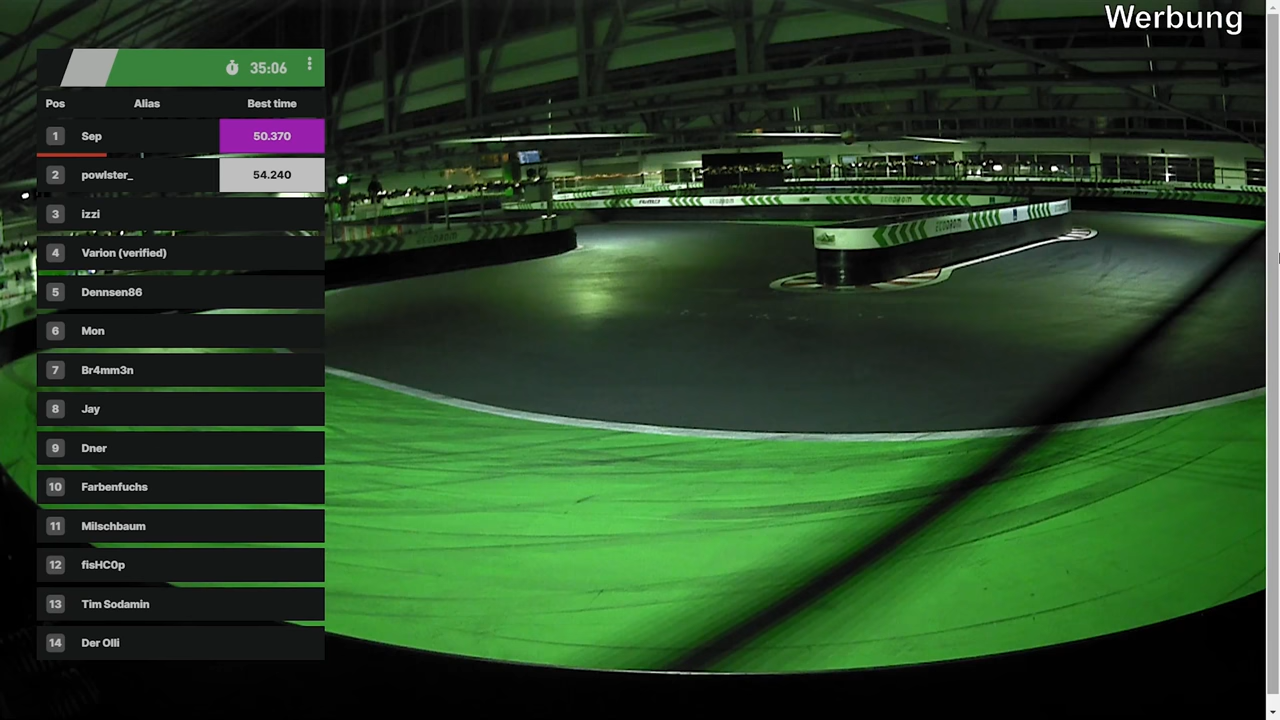 Werbung
35:06
Pos Alias Best time
1 Sep 50.370
2 powlster_ 54.240
3 izzi
4 Varion (verified)
5 Dennsen86
6 Mon
7 Br4mm3n
8 Jay
9 Dner
10 Farbenfuchs
11 Milschbaum
12 fisHC0p
13 Tim Sodamin
14 Der Olli